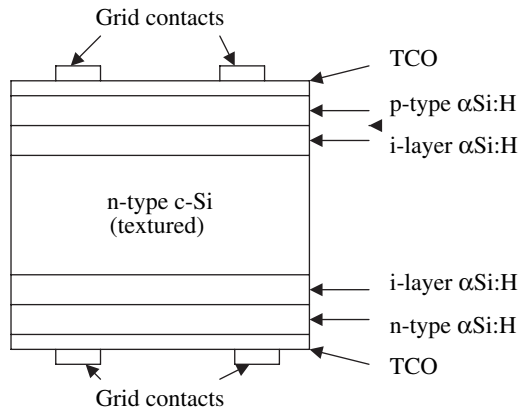 Grid contacts
TCO
p-type αSi:H
i-layer αSi:H
n-type c-Si
(textured)
i-layer αSi:H
n-type αSi:H
TCO
Grid contacts